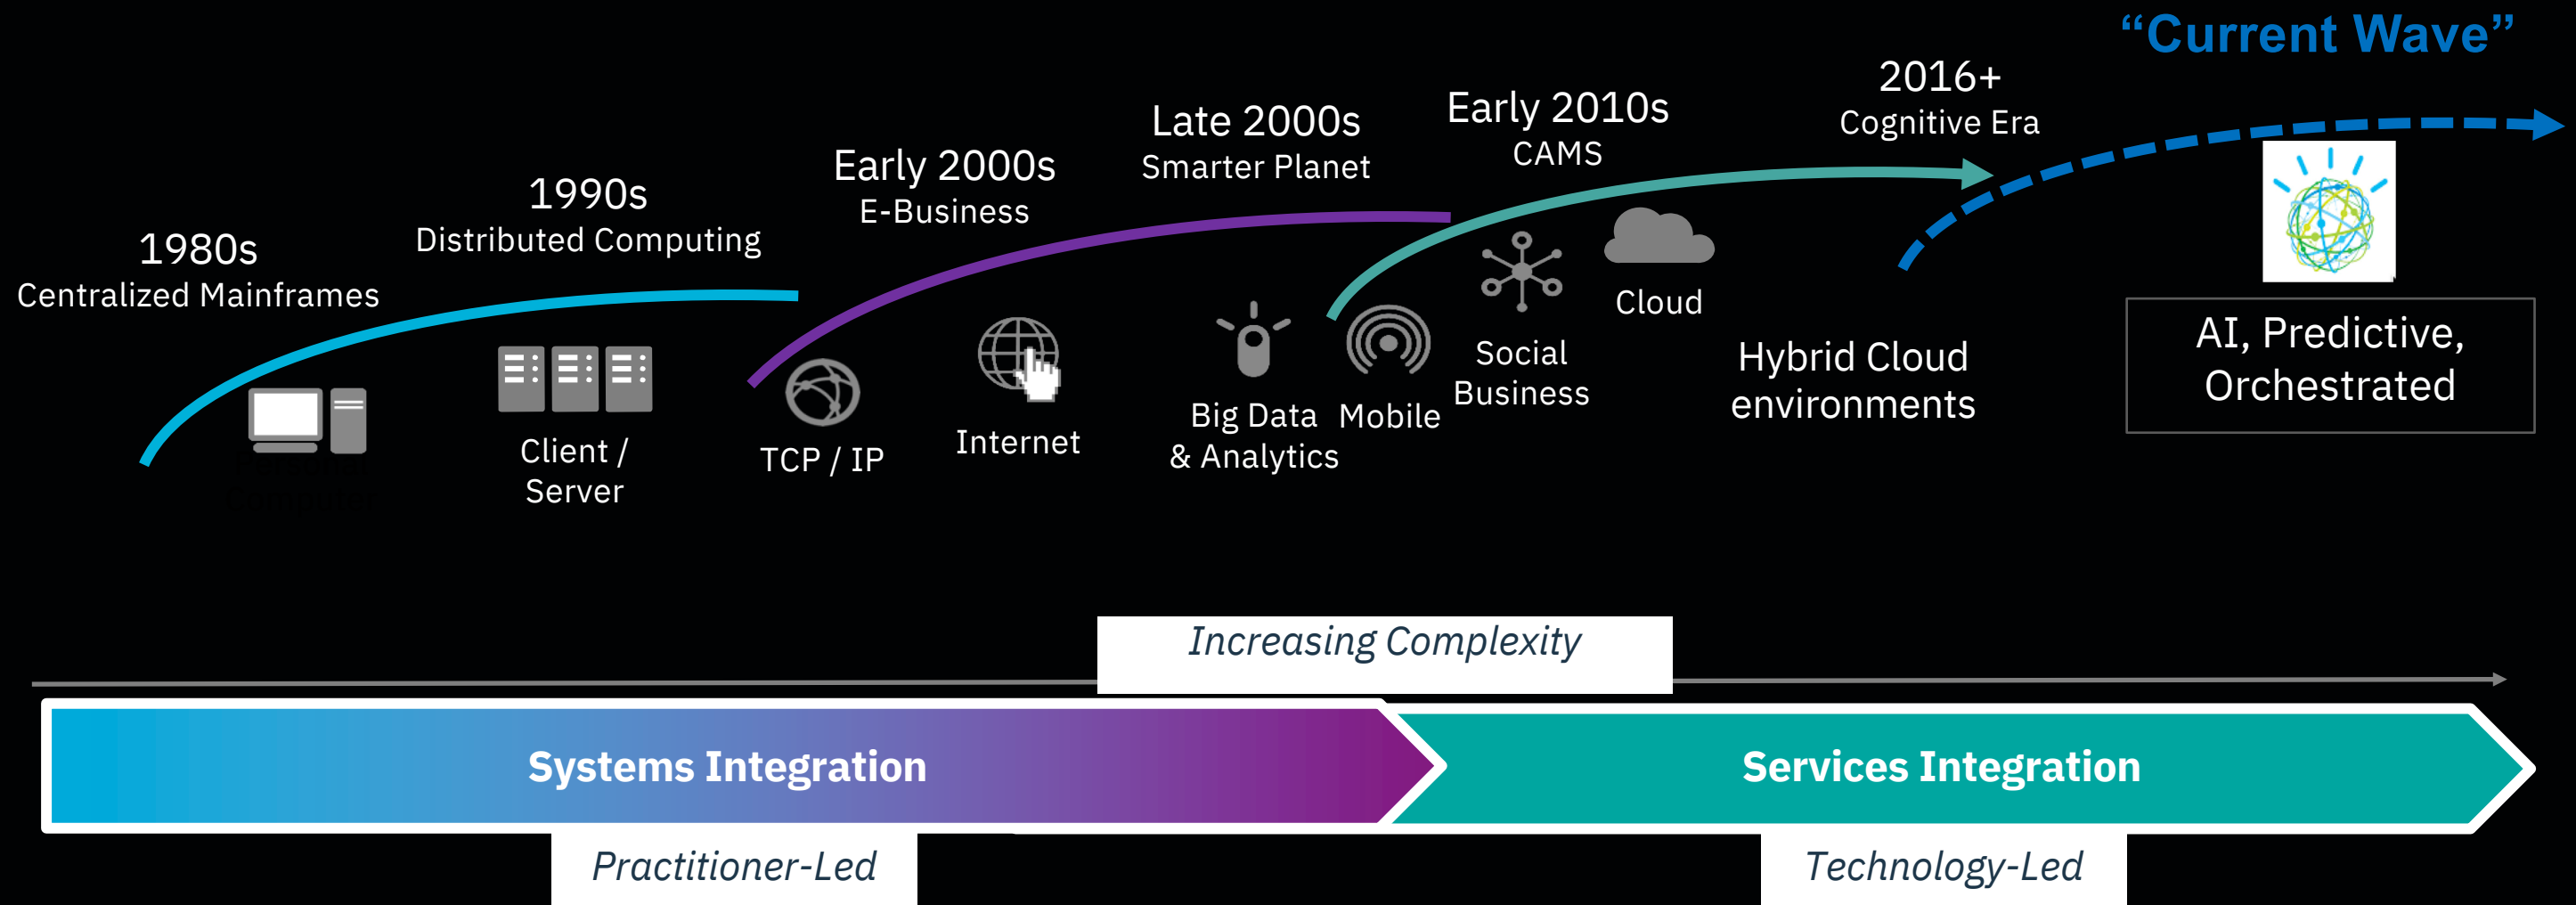 “Current Wave”
1980s
Centralized Mainframes
1990s
Distributed Computing
Early 2000s
E-Business
Late 2000s
Smarter Planet
Early 2010s
CAMS
2016+
Cognitive Era
Personal
Computer
Client /
Server
TCP / IP
Internet
Big Data
& Analytics
Mobile
Social
Business
Cloud
Hybrid Cloud
environments
AI, Predictive,
Orchestrated
Increasing Complexity
Systems Integration
Services Integration
Practitioner-Led
Technology-Led